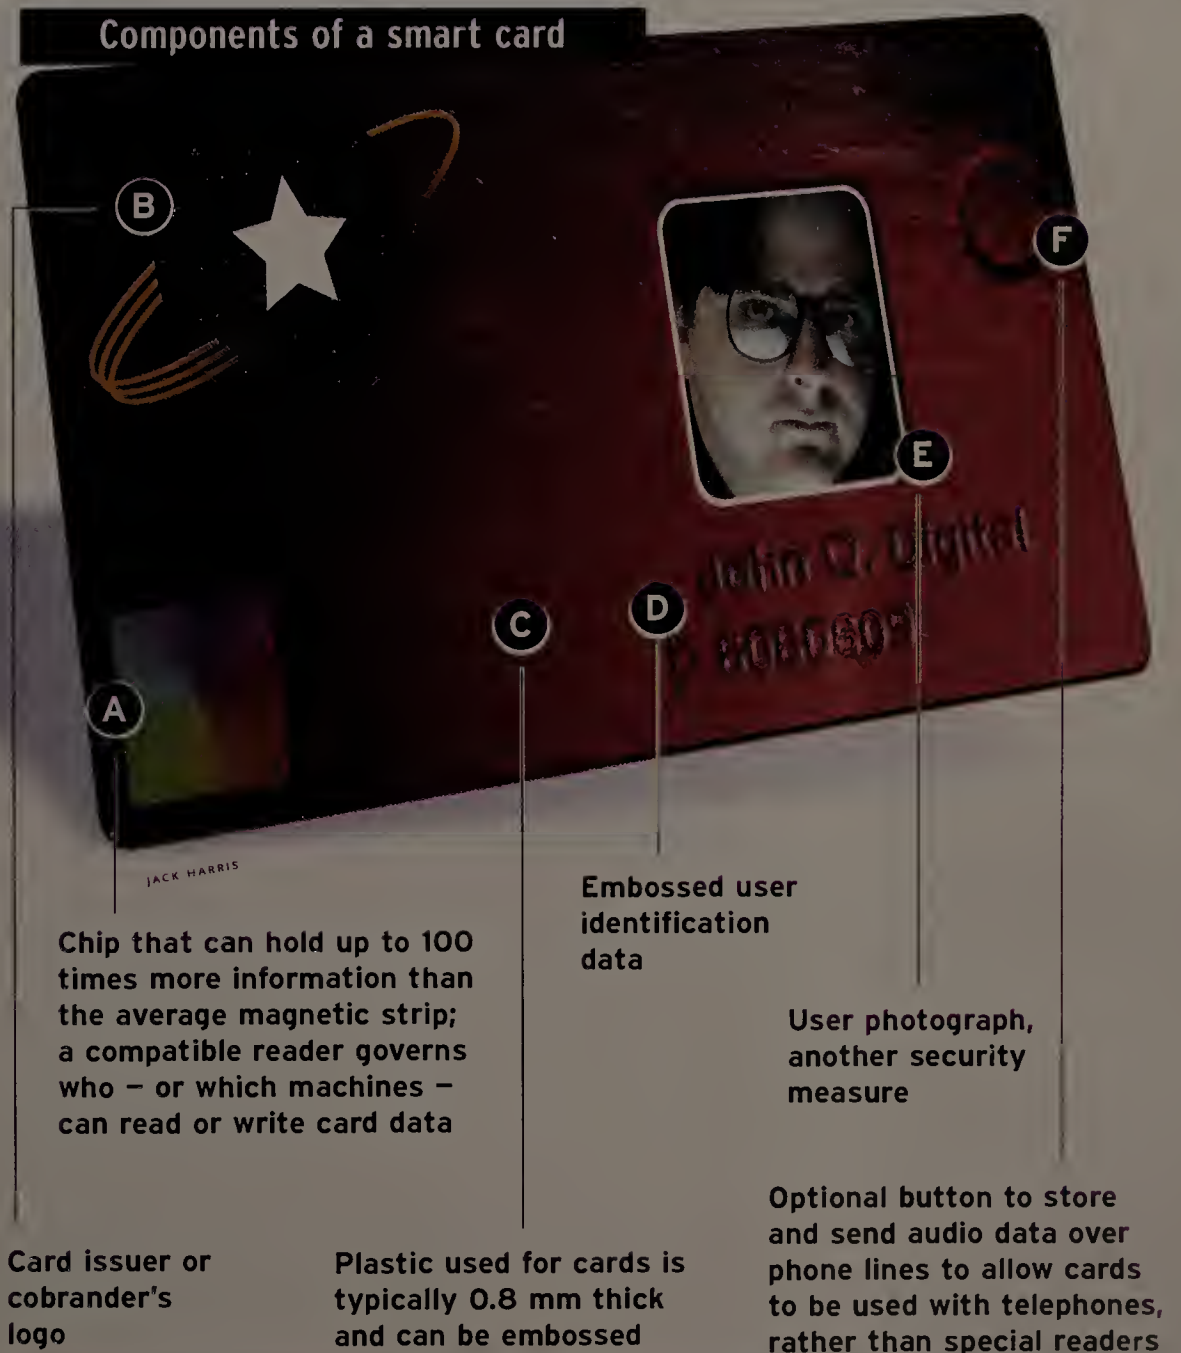 Components of a smart card
B
F
E
John Q. Digital
C
D
A
JACK HARRIS
Embossed user
identification
data
Chip that can hold up to 100
times more information than
the average magnetic strip;
a compatible reader governs
who – or which machines –
can read or write card data
User photograph,
another security
measure
Card issuer or
cobrander's
logo
Plastic used for cards is
typically 0.8 mm thick
and can be embossed
Optional button to store
and send audio data over
phone lines to allow cards
to be used with telephones,
rather than special readers